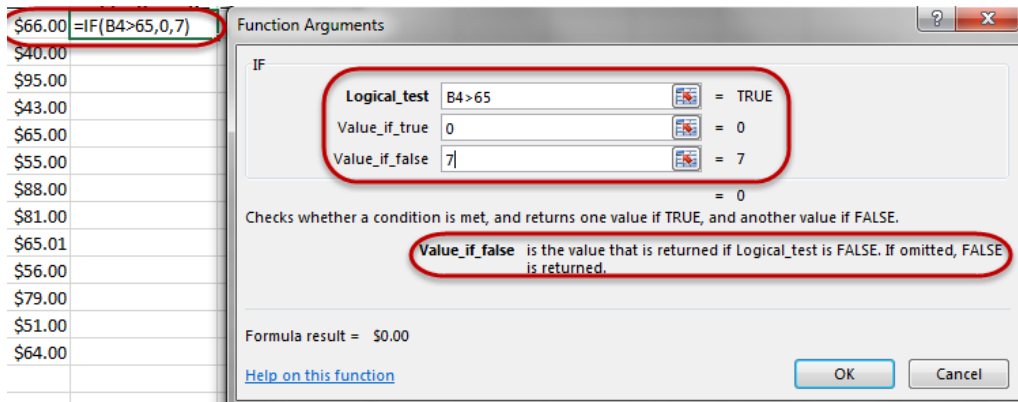 $66.00 =IF(B4>65,0,7)
$40.00
$95.00
$43.00
$65.00
$55.00
$88.00
$81.00
$65.01
$56.00
$79.00
$51.00
$64.00
Function Arguments
?
X
IF
Logical_test B4>65 = TRUE
Value_if_true 0 = 0
Value_if_false 7 = 7
= 0
Checks whether a condition is met, and returns one value if TRUE, and another value if FALSE.
Value_if_false is the value that is returned if Logical_test is FALSE. If omitted, FALSE
is returned.
Formula result = $0.00
Help on this function
OK
Cancel